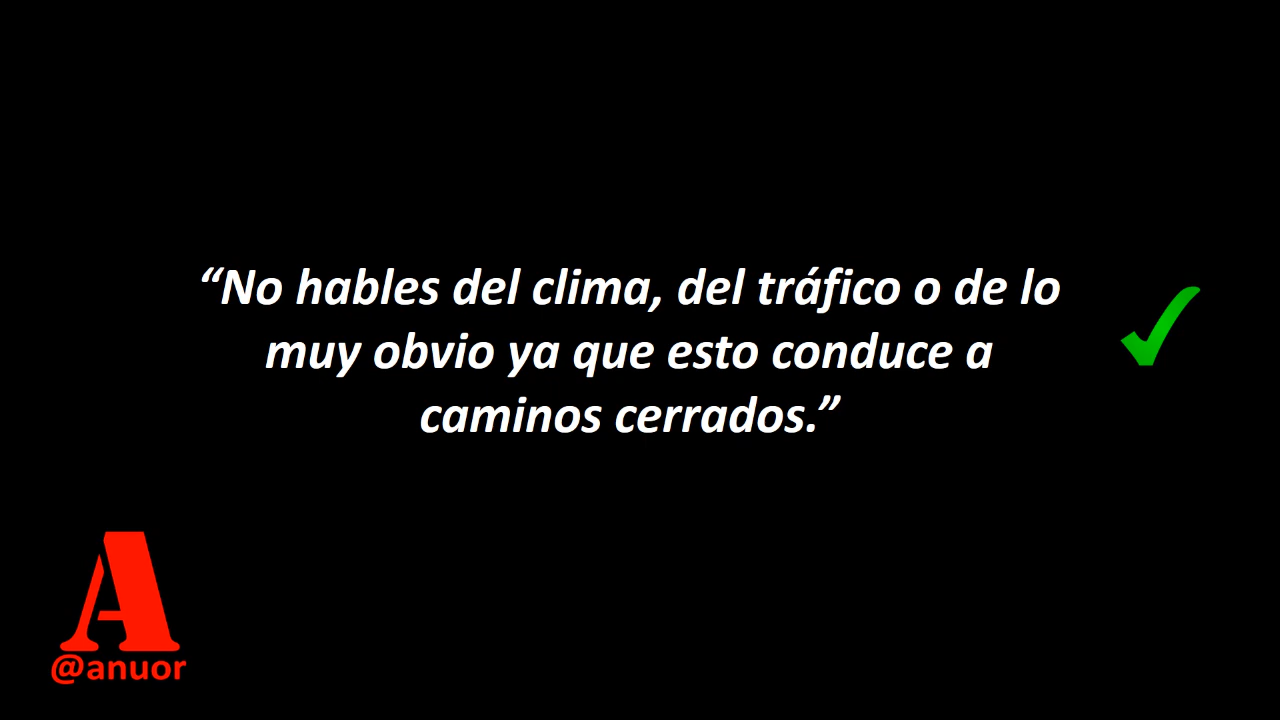 “No hables del clima, del tráfico o de lo
muy obvio ya que esto conduce a
caminos cerrados.”
A
@anuor